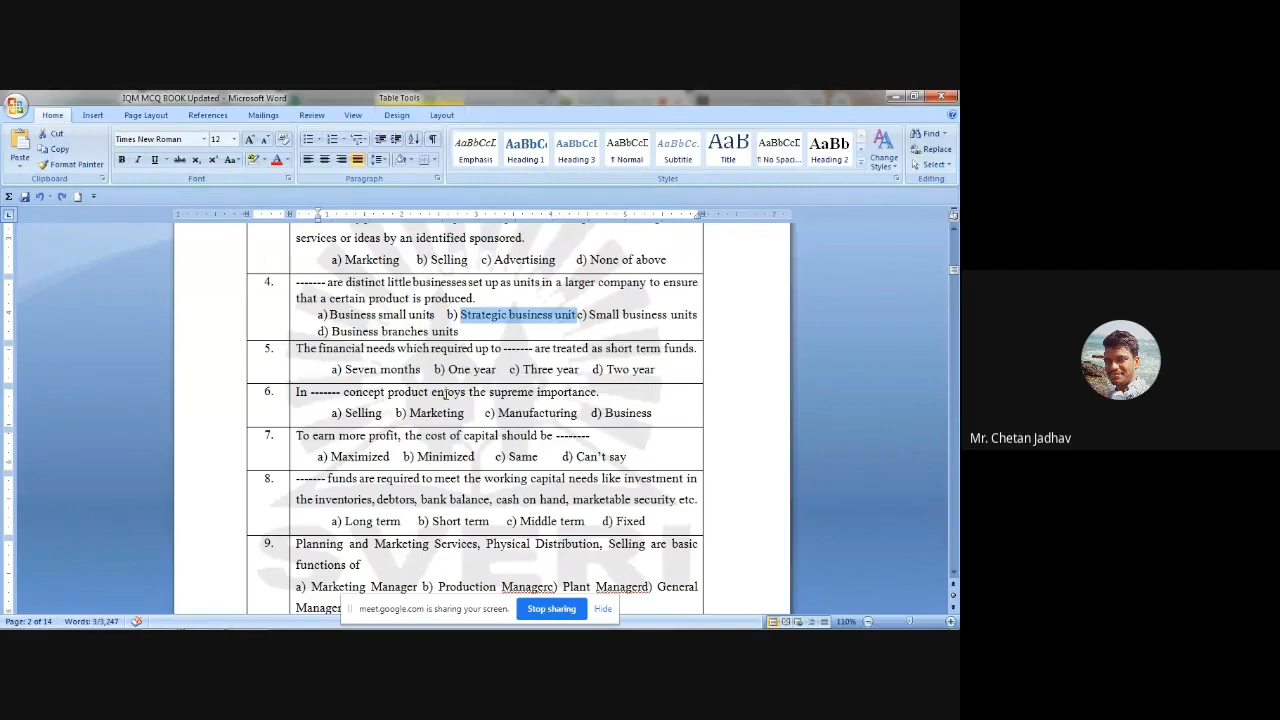 IQM MCQ BOOK Updated - Microsoft Word
Table Tools
Home Insert Page Layout References Mailings Review View Design Layout
Paste
Cut
Copy
Format Painter
Times New Roman 12
AaBbCcI AaBbC AaBbCc AaBbCcI AaBbCc. AaB AaBbCcI AaBb
Emphasis Heading 1 Heading 3 ¶ Normal Subtitle Title ¶ No Spaci... Heading 2
Change Styles
Find
Replace
Select
Clipboard Font Paragraph Styles Editing
services or ideas by an identified sponsored.
a) Marketing b) Selling c) Advertising d) None of above
4. ------- are distinct little businesses set up as units in a larger company to ensure
that a certain product is produced.
a) Business small units b) Strategic business unit c) Small business units
d) Business branches units
5. The financial needs which required up to ------- are treated as short term funds.
a) Seven months b) One year c) Three year d) Two year
6. In ------- concept product enjoys the supreme importance.
a) Selling b) Marketing c) Manufacturing d) Business
7. To earn more profit, the cost of capital should be --------
a) Maximized b) Minimized c) Same d) Can't say
8. ------- funds are required to meet the working capital needs like investment in
the inventories, debtors, bank balance, cash on hand, marketable security etc.
a) Long term b) Short term c) Middle term d) Fixed
9. Planning and Marketing Services, Physical Distribution, Selling are basic
functions of
a) Marketing Manager b) Production Managerc) Plant Managerd) General
Manager
SVERI
meet.google.com is sharing your screen. Stop sharing Hide
Page: 2 of 14 Words: 3/3,247 110%
Mr. Chetan Jadhav